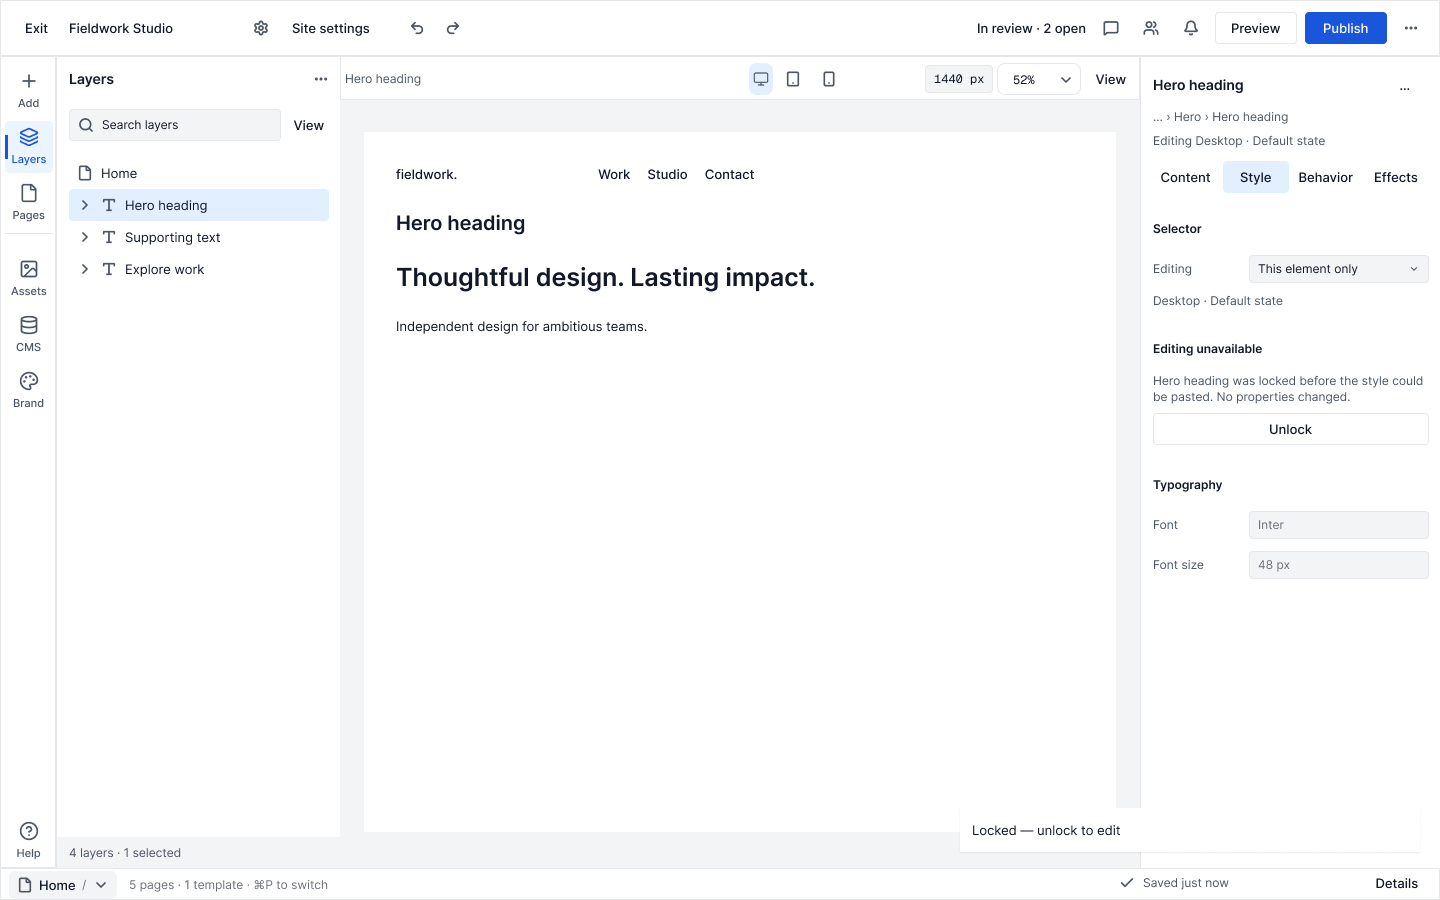 Exit
Fieldwork Studio
Site settings
In review · 2 open
Preview
Publish
Add
Layers
Pages
Assets
CMS
Brand
Help
Layers
Search layers
View
Home
Hero heading
Supporting text
Explore work
4 layers · 1 selected
Hero heading
1440 px
52%
View
fieldwork.
Work
Studio
Contact
Hero heading
Thoughtful design. Lasting impact.
Independent design for ambitious teams.
Hero heading
... › Hero › Hero heading
Editing Desktop · Default state
Content
Style
Behavior
Effects
Selector
Editing
This element only
Desktop · Default state
Editing unavailable
Hero heading was locked before the style could
be pasted. No properties changed.
Unlock
Typography
Font
Inter
Font size
48 px
Locked — unlock to edit
Home /
5 pages · 1 template · ⌘P to switch
Saved just now
Details